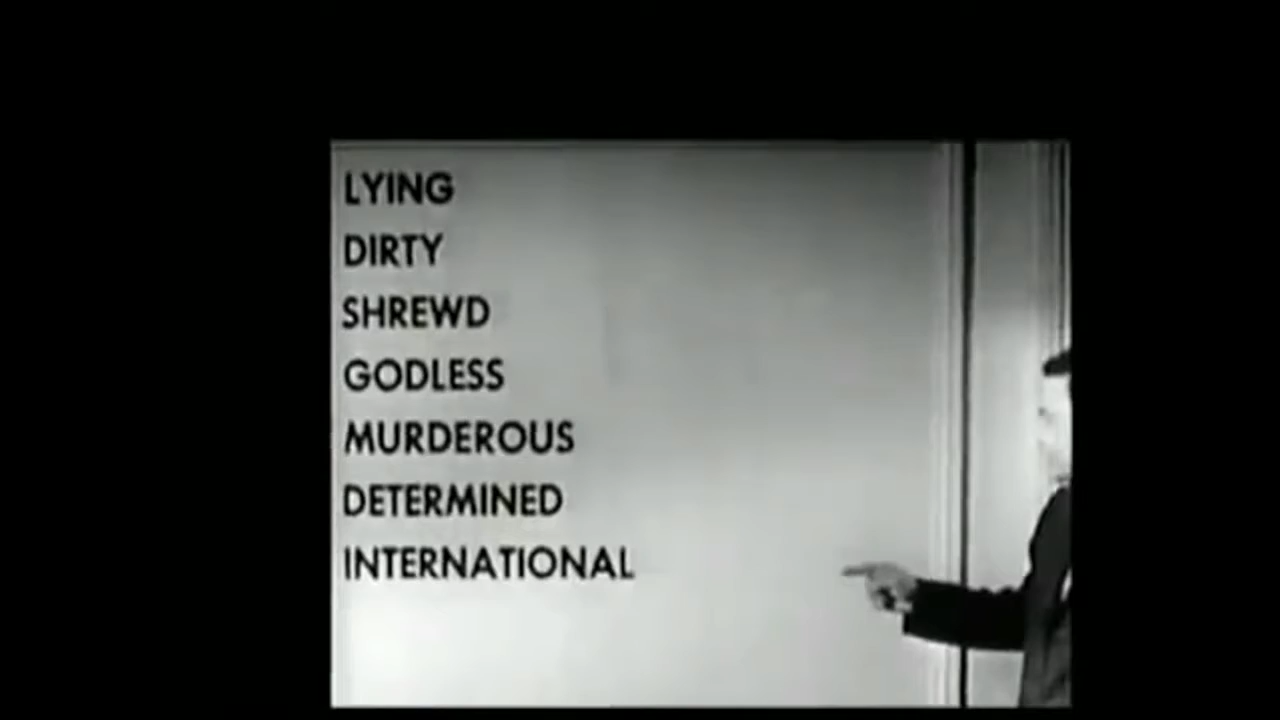 LYING
DIRTY
SHREWD
GODLESS
MURDEROUS
DETERMINED
INTERNATIONAL